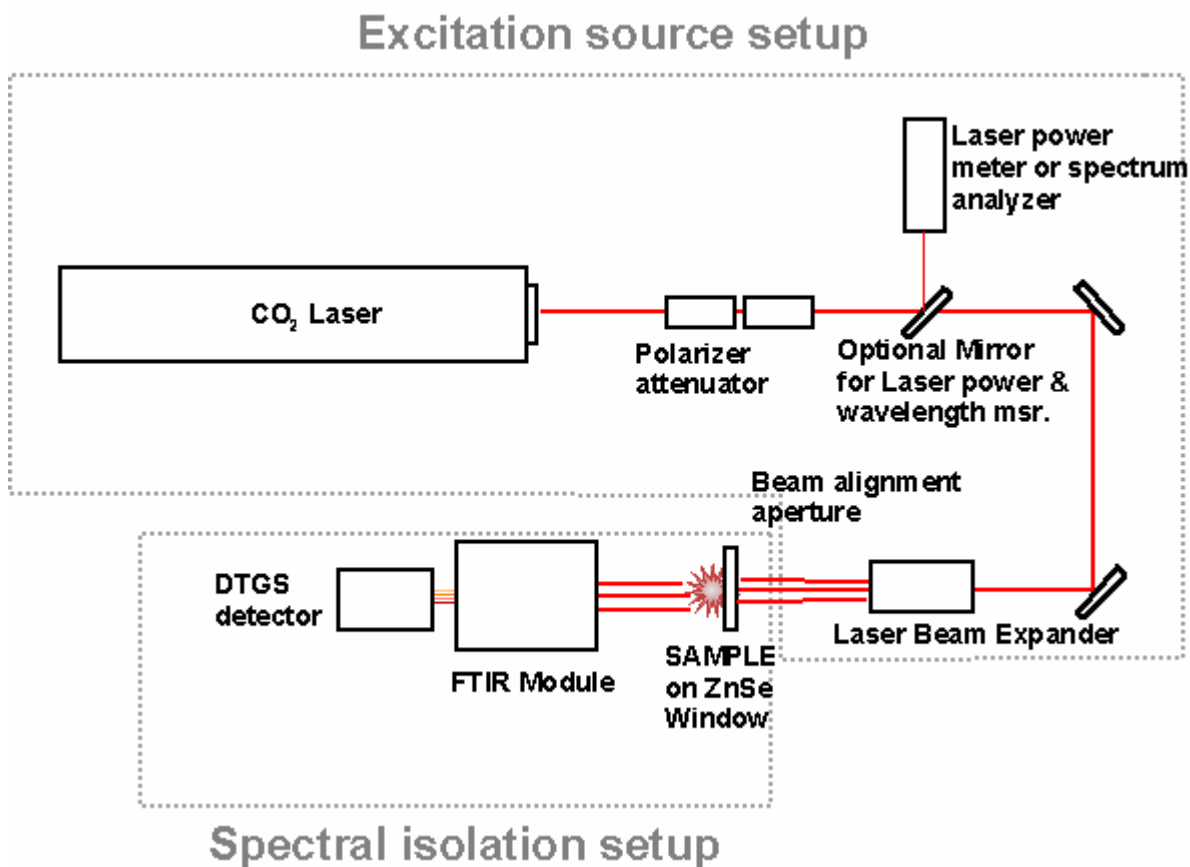 Excitation source setup
Laser power
meter or spectrum
analyzer
CO₂ Laser
Polarizer
attenuator
Optional Mirror
for Laser power &
wavelength msr.
Beam alignment
aperture
DTGS
detector
FTIR Module
SAMPLE
on ZnSe
Window
Laser Beam Expander
Spectral isolation setup